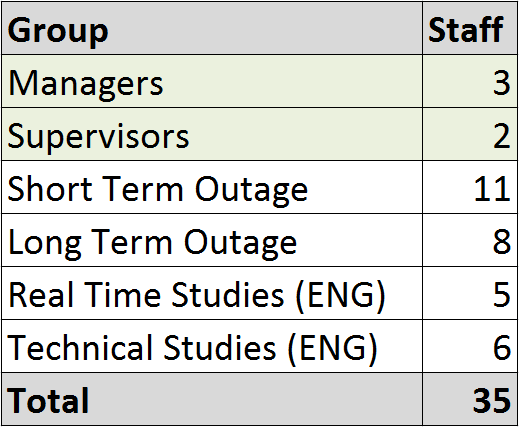 Group Staff
Managers 3
Supervisors 2
Short Term Outage 11
Long Term Outage 8
Real Time Studies (ENG) 5
Technical Studies (ENG) 6
Total 35